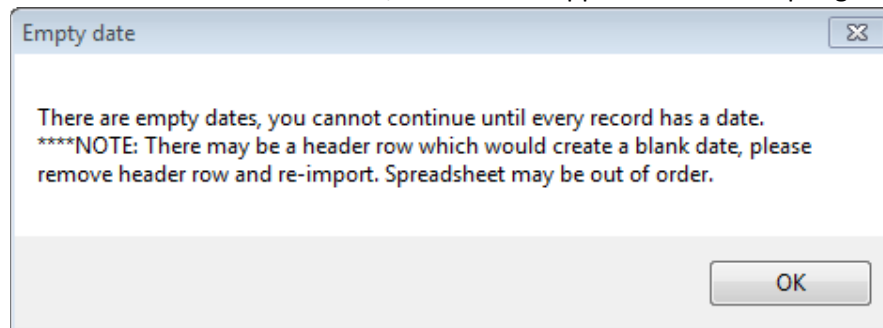 Empty date
There are empty dates, you cannot continue until every record has a date.
****NOTE: There may be a header row which would create a blank date, please
remove header row and re-import. Spreadsheet may be out of order.
OK